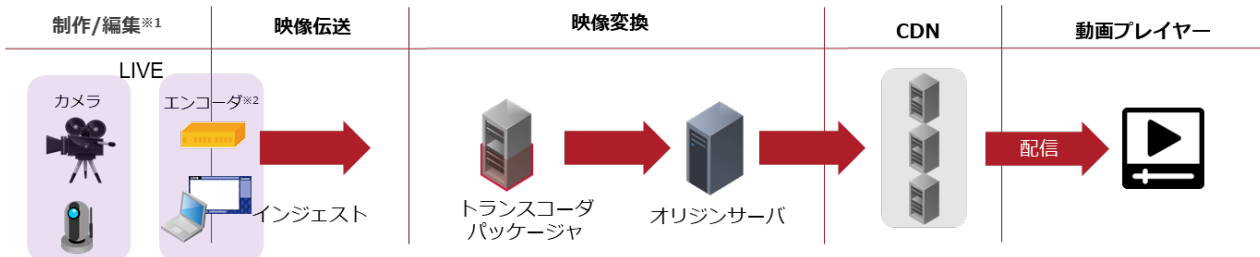 制作/編集※1
映像伝送
映像変換
CDN
動画プレイヤー
LIVE
カメラ
エンコーダ※2
インジェスト
トランスコーダ
パッケージャ
オリジンサーバ
配信